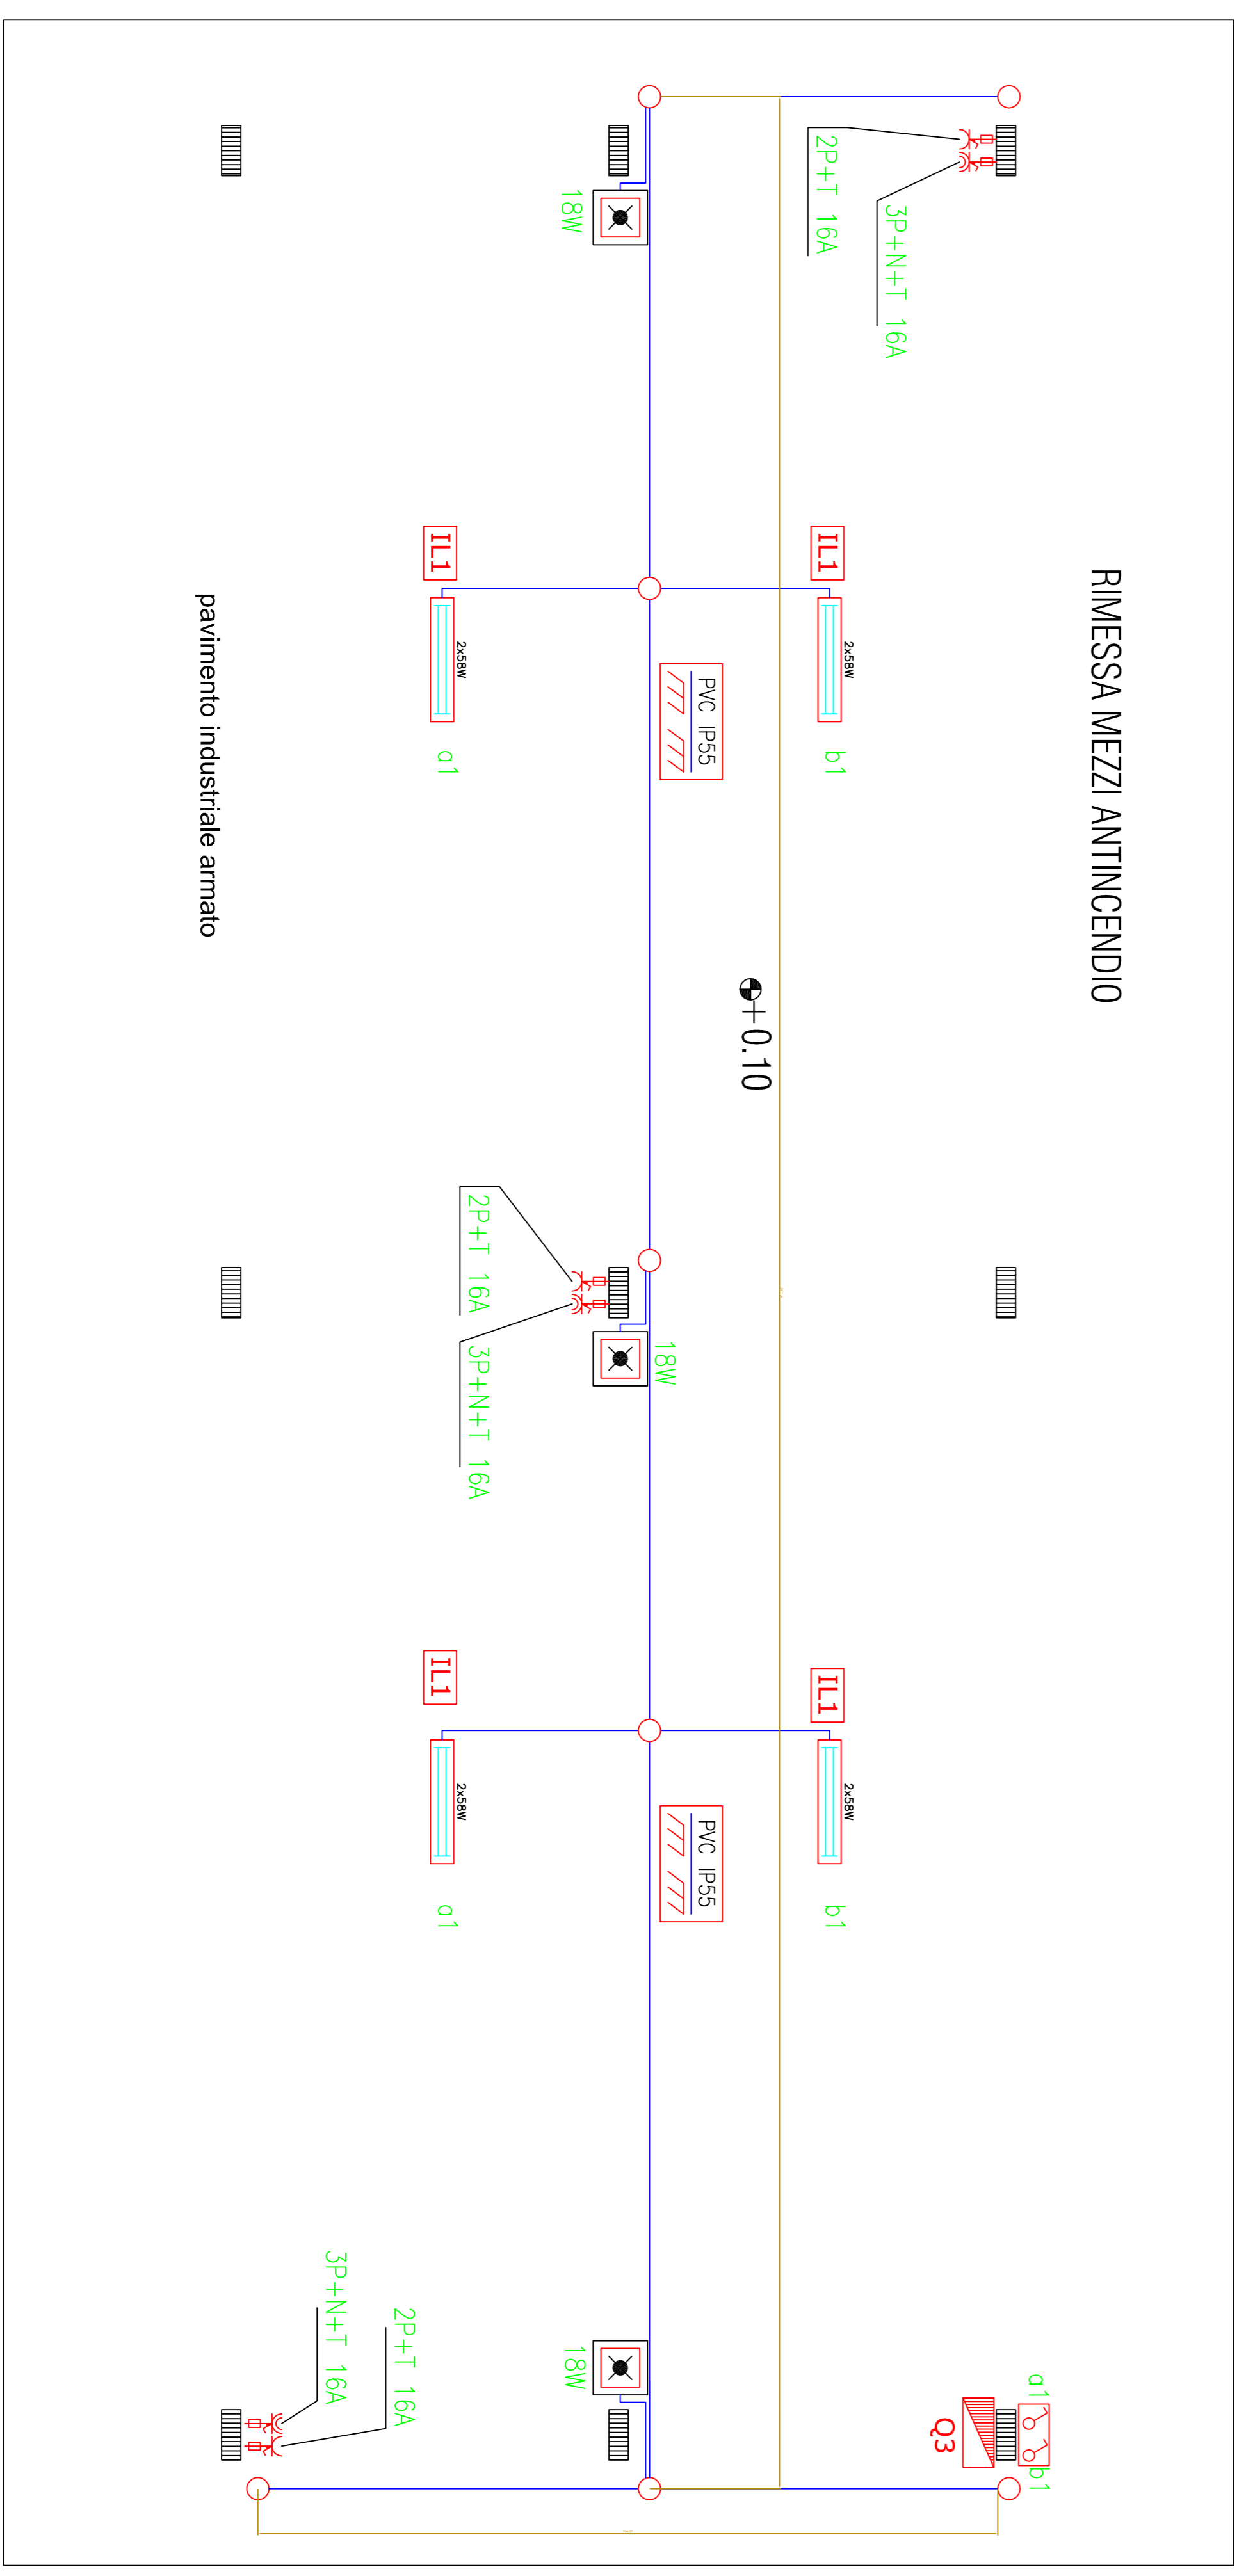 RIMESSA MEZZI ANTINCENDIO
2P+T 16A
3P+N+T 16A
18W
IL1
IL1
2x58W
2x58W
b1
a1
PVC IP55
pavimento industriale armato
+0.10
2P+T 16A
3P+N+T 16A
18W
IL1
IL1
2x58W
2x58W
b1
a1
PVC IP55
3P+N+T 16A
2P+T 16A
18W
a1
b1
Q3